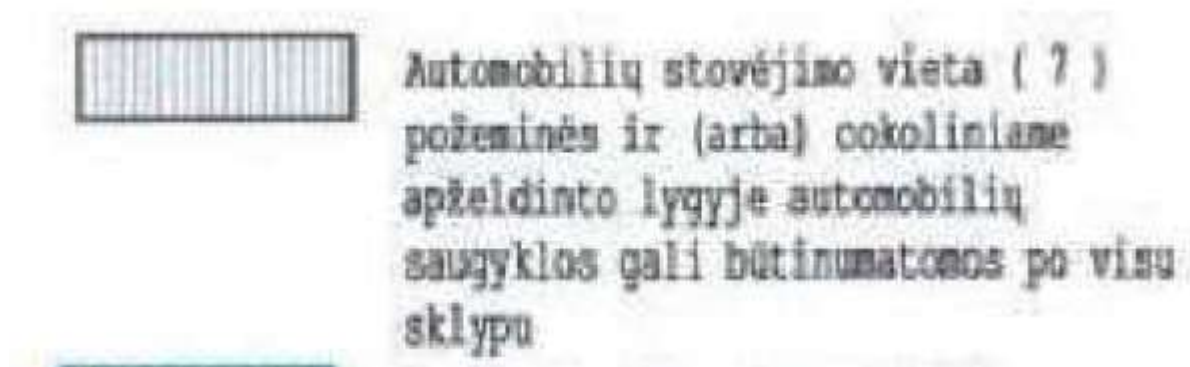 Automobilių stovėjimo vieta ( 7 )
požeminės ir (arba) cokoliniame
apželdinto lygyje automobilių
saugyklos gali būtinumatomos po visu
sklypu